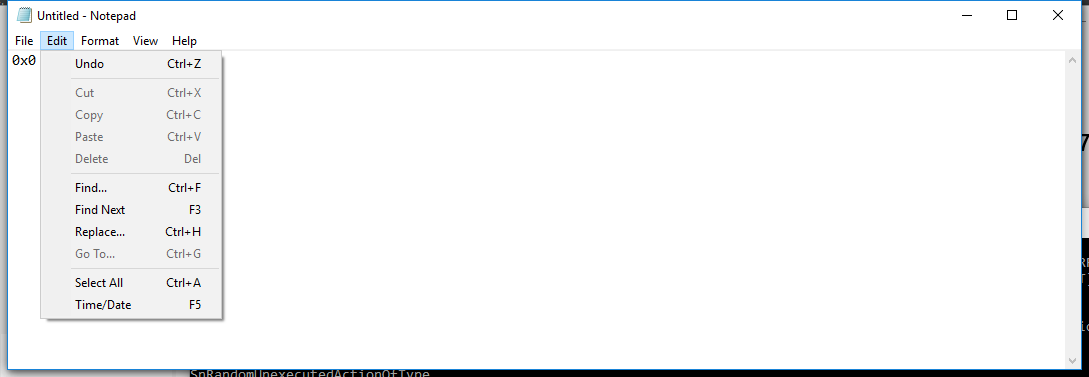 Untitled - Notepad
File Edit Format View Help
0x0
Undo Ctrl+Z
Cut Ctrl+X
Copy Ctrl+C
Paste Ctrl+V
Delete Del
Find... Ctrl+F
Find Next F3
Replace... Ctrl+H
Go To... Ctrl+G
Select All Ctrl+A
Time/Date F5
SnRandomUnexecutedActionOfType